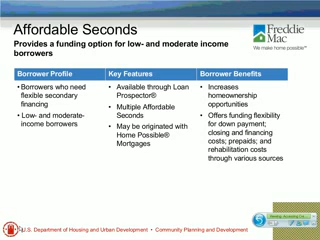 Affordable Seconds
Provides a funding option for low- and moderate income
borrowers
Freddie
Mac
We make home possible
Borrower Profile
Key Features
Borrower Benefits
• Borrowers who need
flexible secondary
financing
• Low- and moderate-
income borrowers
• Available through Loan
Prospector®
• Multiple Affordable
Seconds
• May be originated with
Home Possible®
Mortgages
• Increases
homeownership
opportunities
• Offers funding flexibility
for down payment;
closing and financing
costs; prepaids; and
rehabilitation costs
through various sources
U.S. Department of Housing and Urban Development • Community Planning and Development